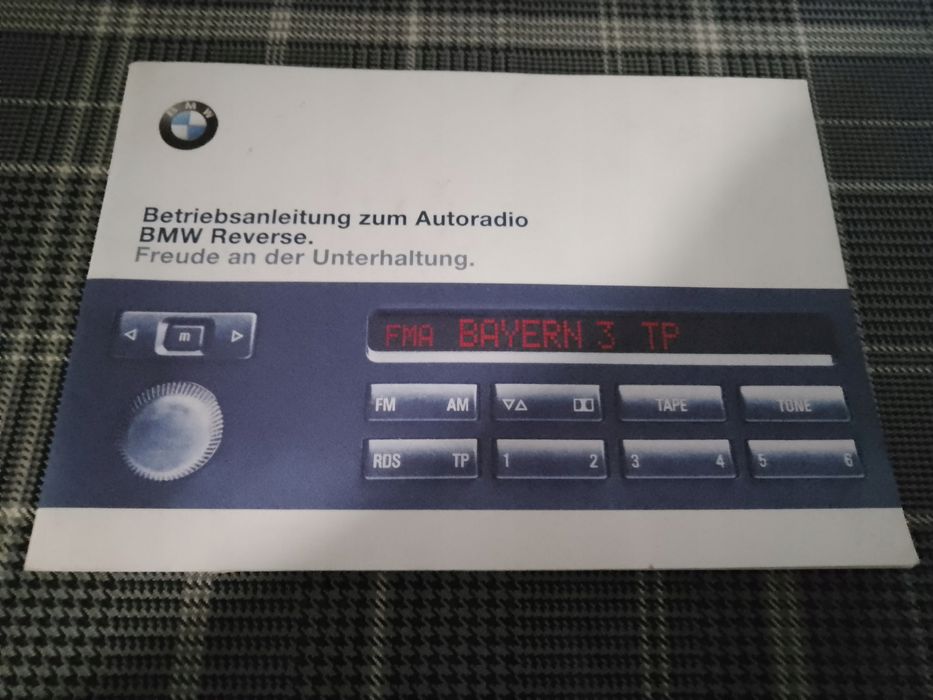 BMW
Betriebsanleitung zum Autoradio
BMW Reverse.
Freude an der Unterhaltung.
m
FMA BAYERN 3 TP
FM AM TAPE TONE
RDS TP 1 2 3 4 5 6